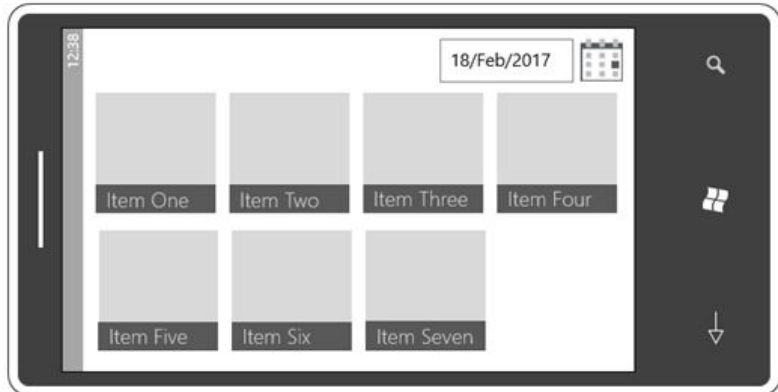 12:38
18/Feb/2017
Item One
Item Two
Item Three
Item Four
Item Five
Item Six
Item Seven